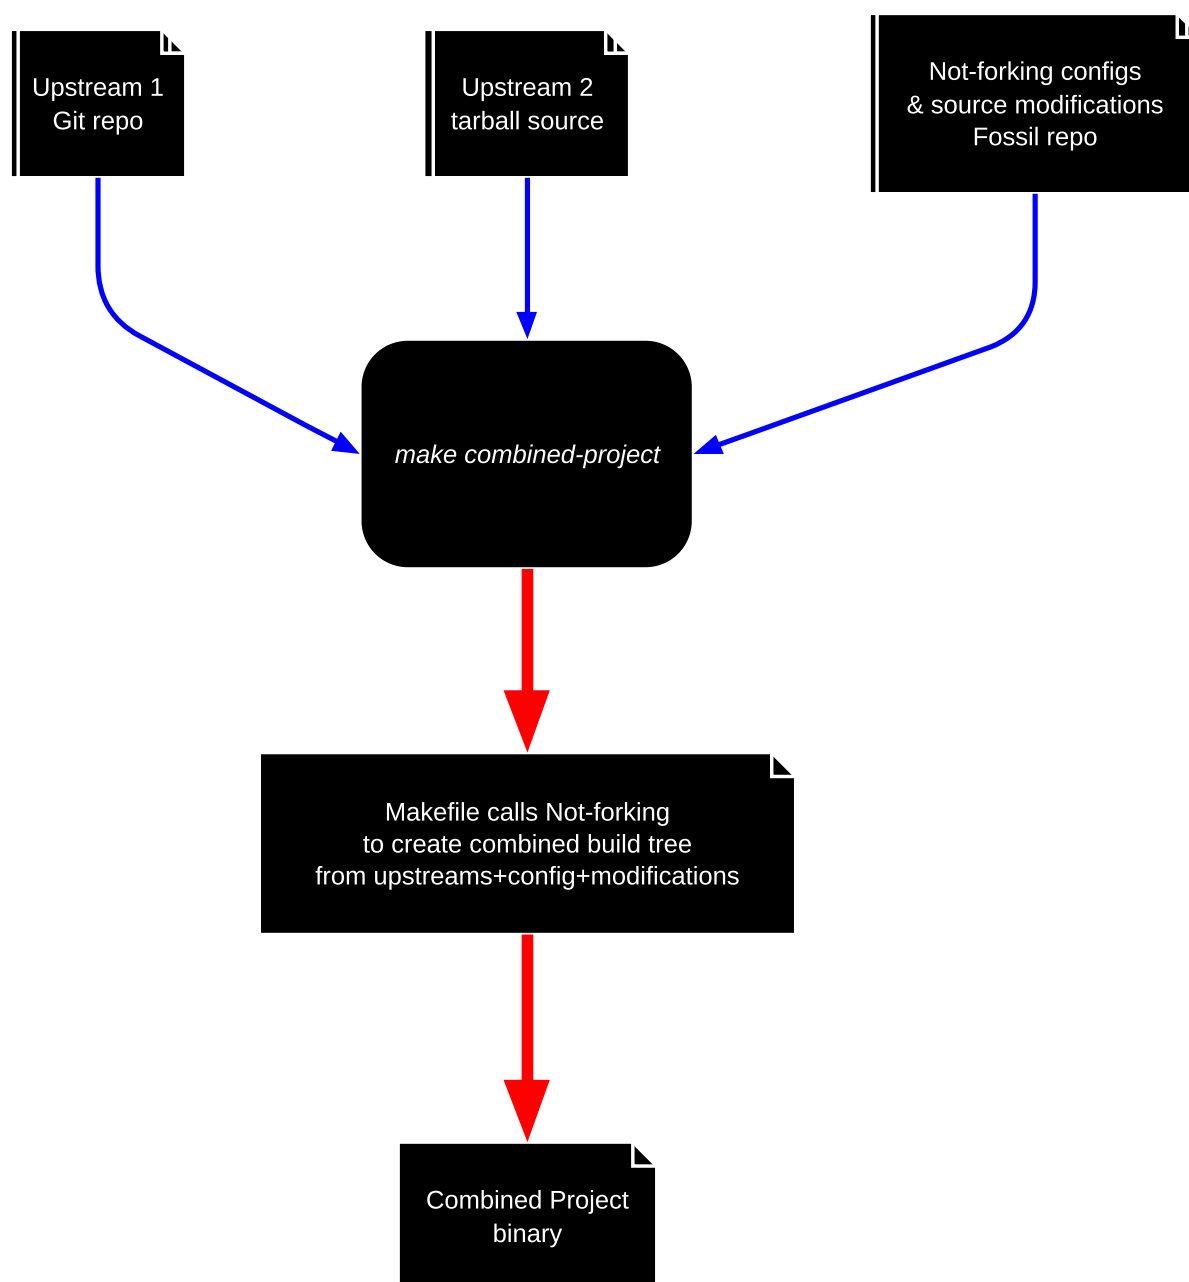 Upstream 1
Git repo
Upstream 2
tarball source
Not-forking configs
& source modifications
Fossil repo
make combined-project
Makefile calls Not-forking
to create combined build tree
from upstreams+config+modifications
Combined Project
binary